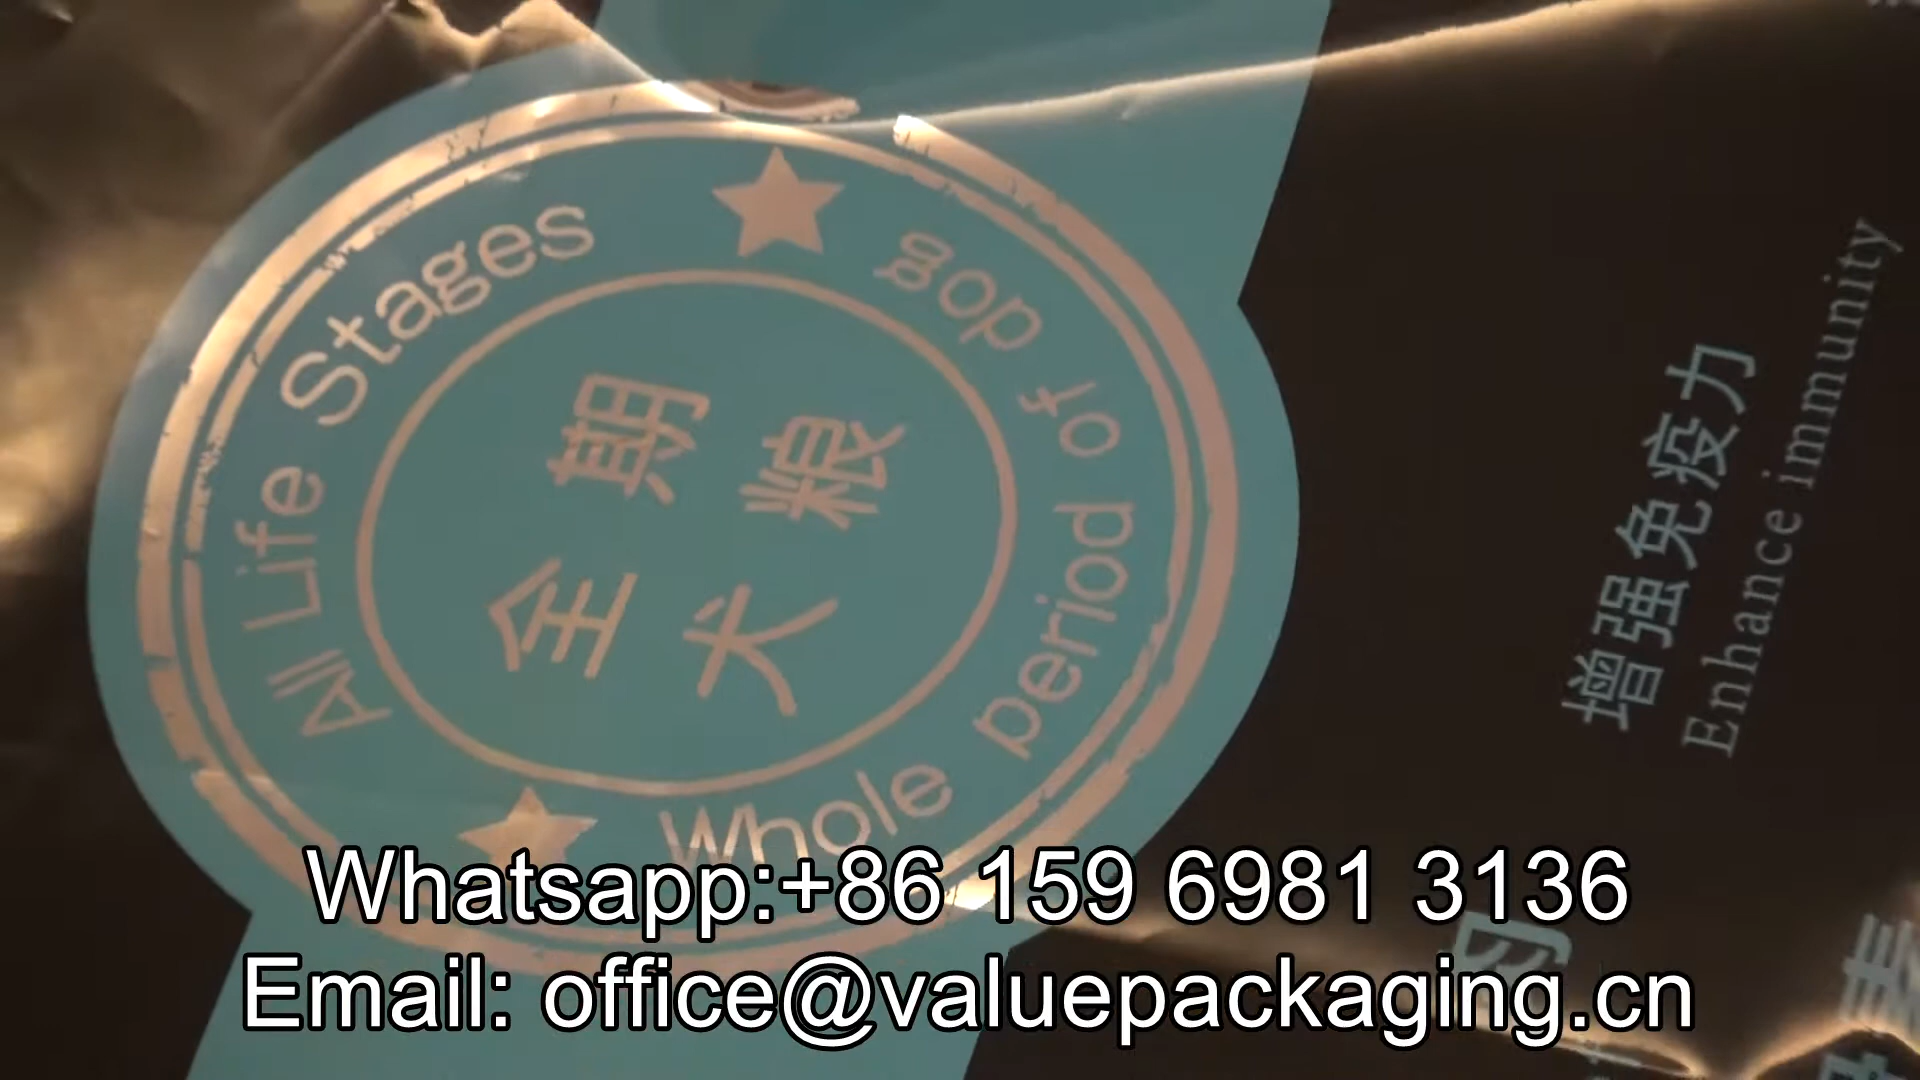 All Life Stages
全期
犬粮
Whole period of dog
增强免疫力
Enhance immunity
Whatsapp:+86 159 6981 3136
Email: office@valuepackaging.cn